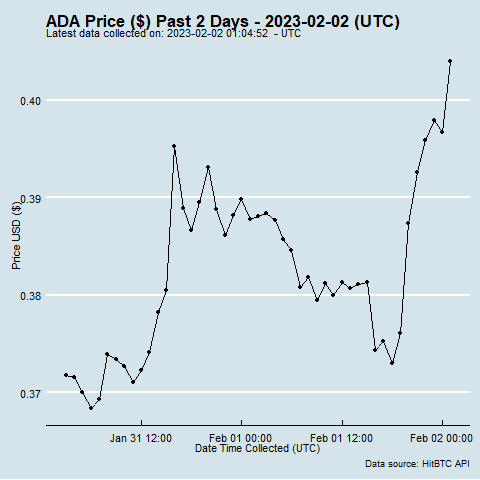 ADA Price ($) Past 2 Days - 2023-02-02 (UTC)
Latest data collected on: 2023-02-02 01:04:52 - UTC
0.40
0.39
0.38
0.37
Price USD ($)
Jan 31 12:00
Feb 01 00:00
Feb 01 12:00
Feb 02 00:00
Date Time Collected (UTC)
Data source: HitBTC API